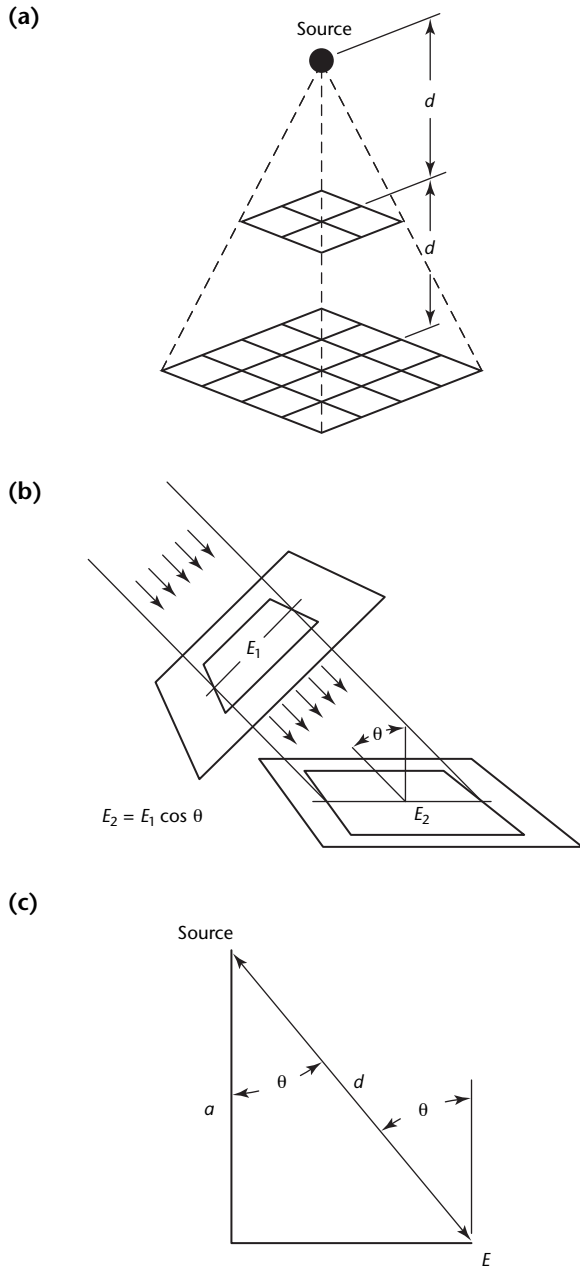 (a)
Source
d
d
(b)
E1
θ
E2
E2 = E1 cos θ
(c)
Source
θ
d
a
θ
E